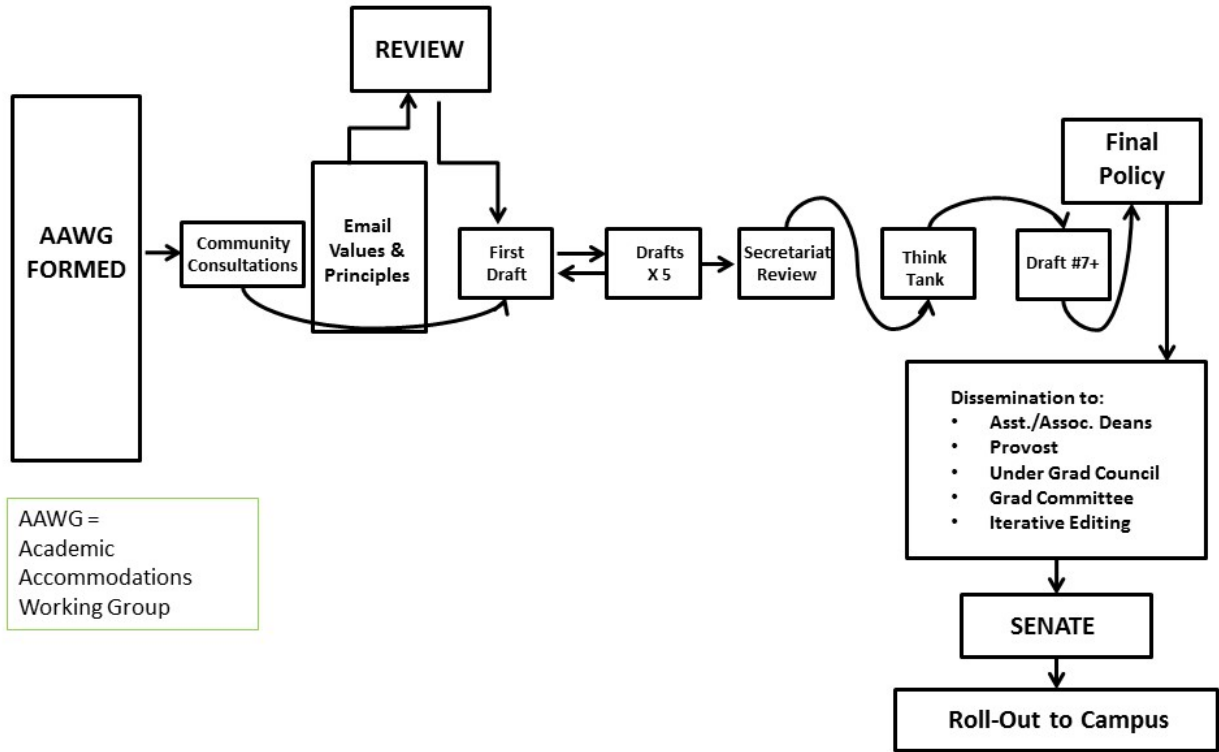 REVIEW
AAWG
FORMED
Community
Consultations
Email
Values &
Principles
First
Draft
Drafts
X 5
Secretariat
Review
Think
Tank
Draft #7+
Final
Policy
Dissemination to:
• Asst./Assoc. Deans
• Provost
• Under Grad Council
• Grad Committee
• Iterative Editing
SENATE
Roll-Out to Campus
AAWG =
Academic
Accommodations
Working Group